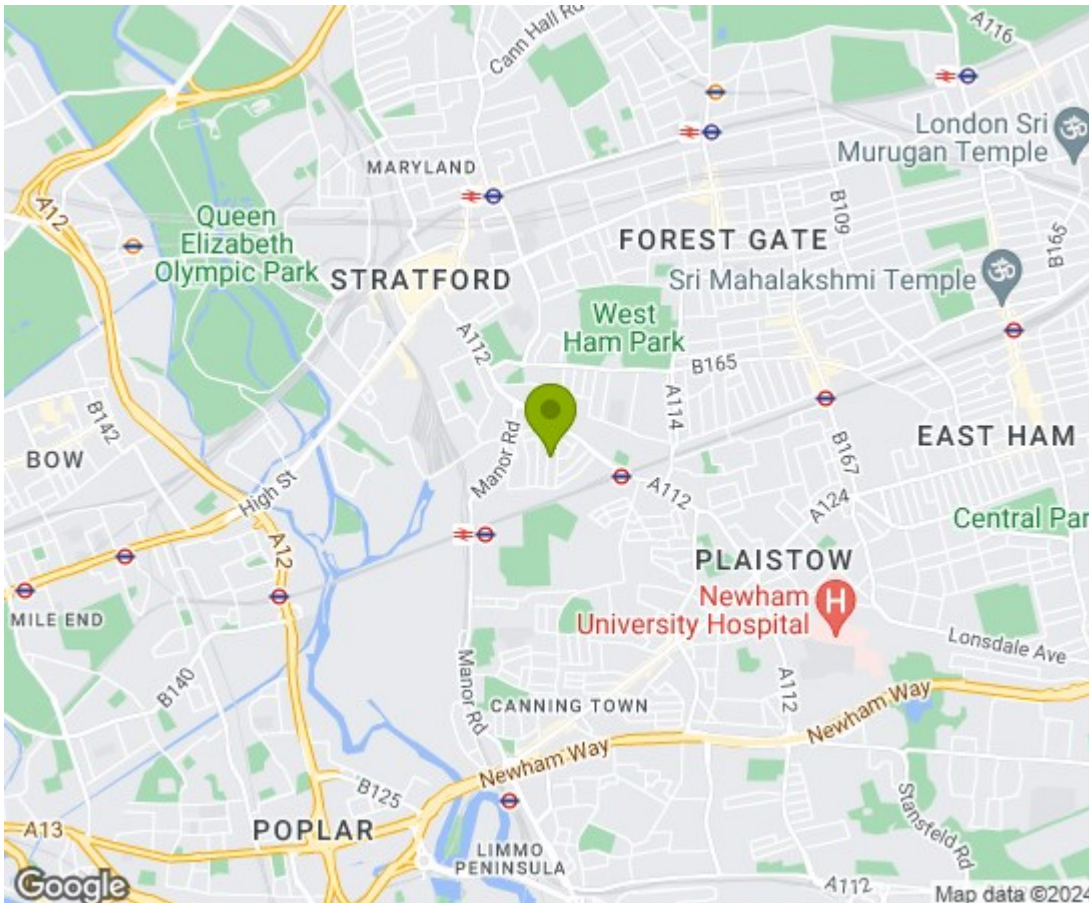 Cann Hall Rd
A116
London Sri
Murugan Temple
MARYLAND
B109
B165
A12
Queen
Elizabeth
Olympic Park
FOREST GATE
STRATFORD
Sri Mahalakshmi Temple
West
Ham Park
A112
B165
A114
B142
Manor Rd
B167
EAST HAM
BOW
High St
A112
A124
Central Par
A12
PLAISTOW
Newham
University Hospital
H
MILE END
Lonsdale Ave
B140
Manor Rd
A112
CANNING TOWN
Newham Way
Newham Way
B125
Stansfeld Rd
A13
POPLAR
LIMMO
PENINSULA
A112
Google
Map data ©2024